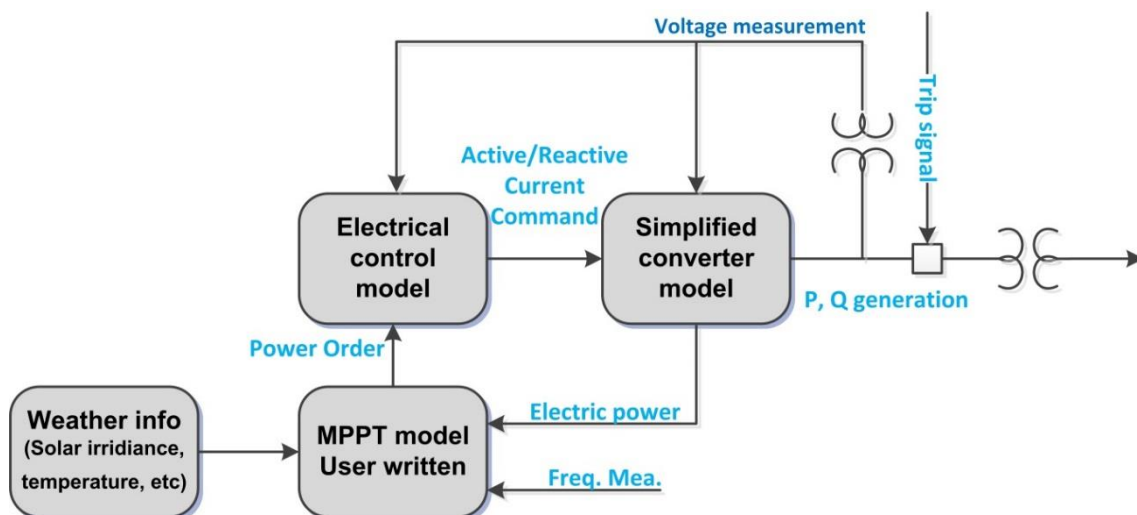 Voltage measurement
Trip signal
Active/Reactive
Current
Command
Electrical
control
model
Simplified
converter
model
P, Q generation
Power Order
Weather info
(Solar irridiance,
temperature, etc)
MPPT model
User written
Electric power
Freq. Mea.